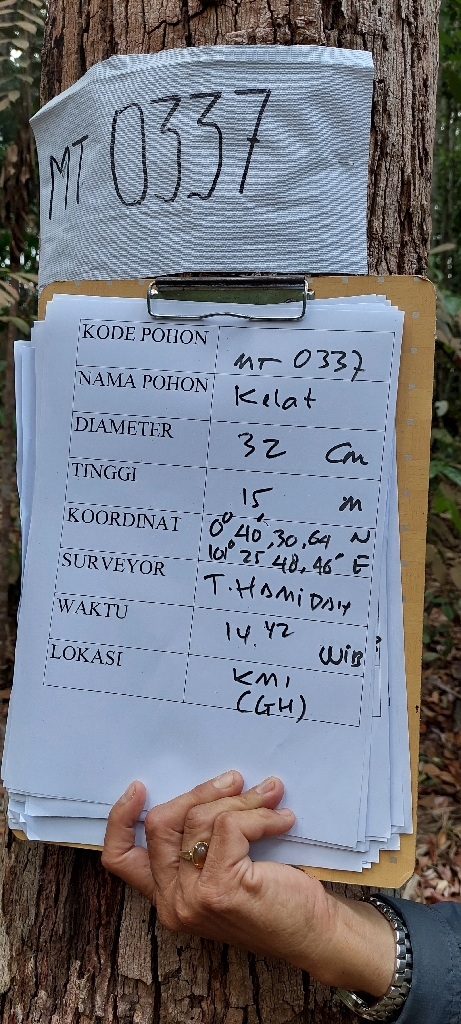 MT 0337
KODE POHON MT 0337
NAMA POHON Kelat
DIAMETER 32 Cm
TINGGI 15 m
KOORDINAT 0° 40' 30,64 N
101° 25 48,46" E
SURVEYOR T. HAMIDAH
WAKTU 14.42 WIB
LOKASI KMI
(GH)